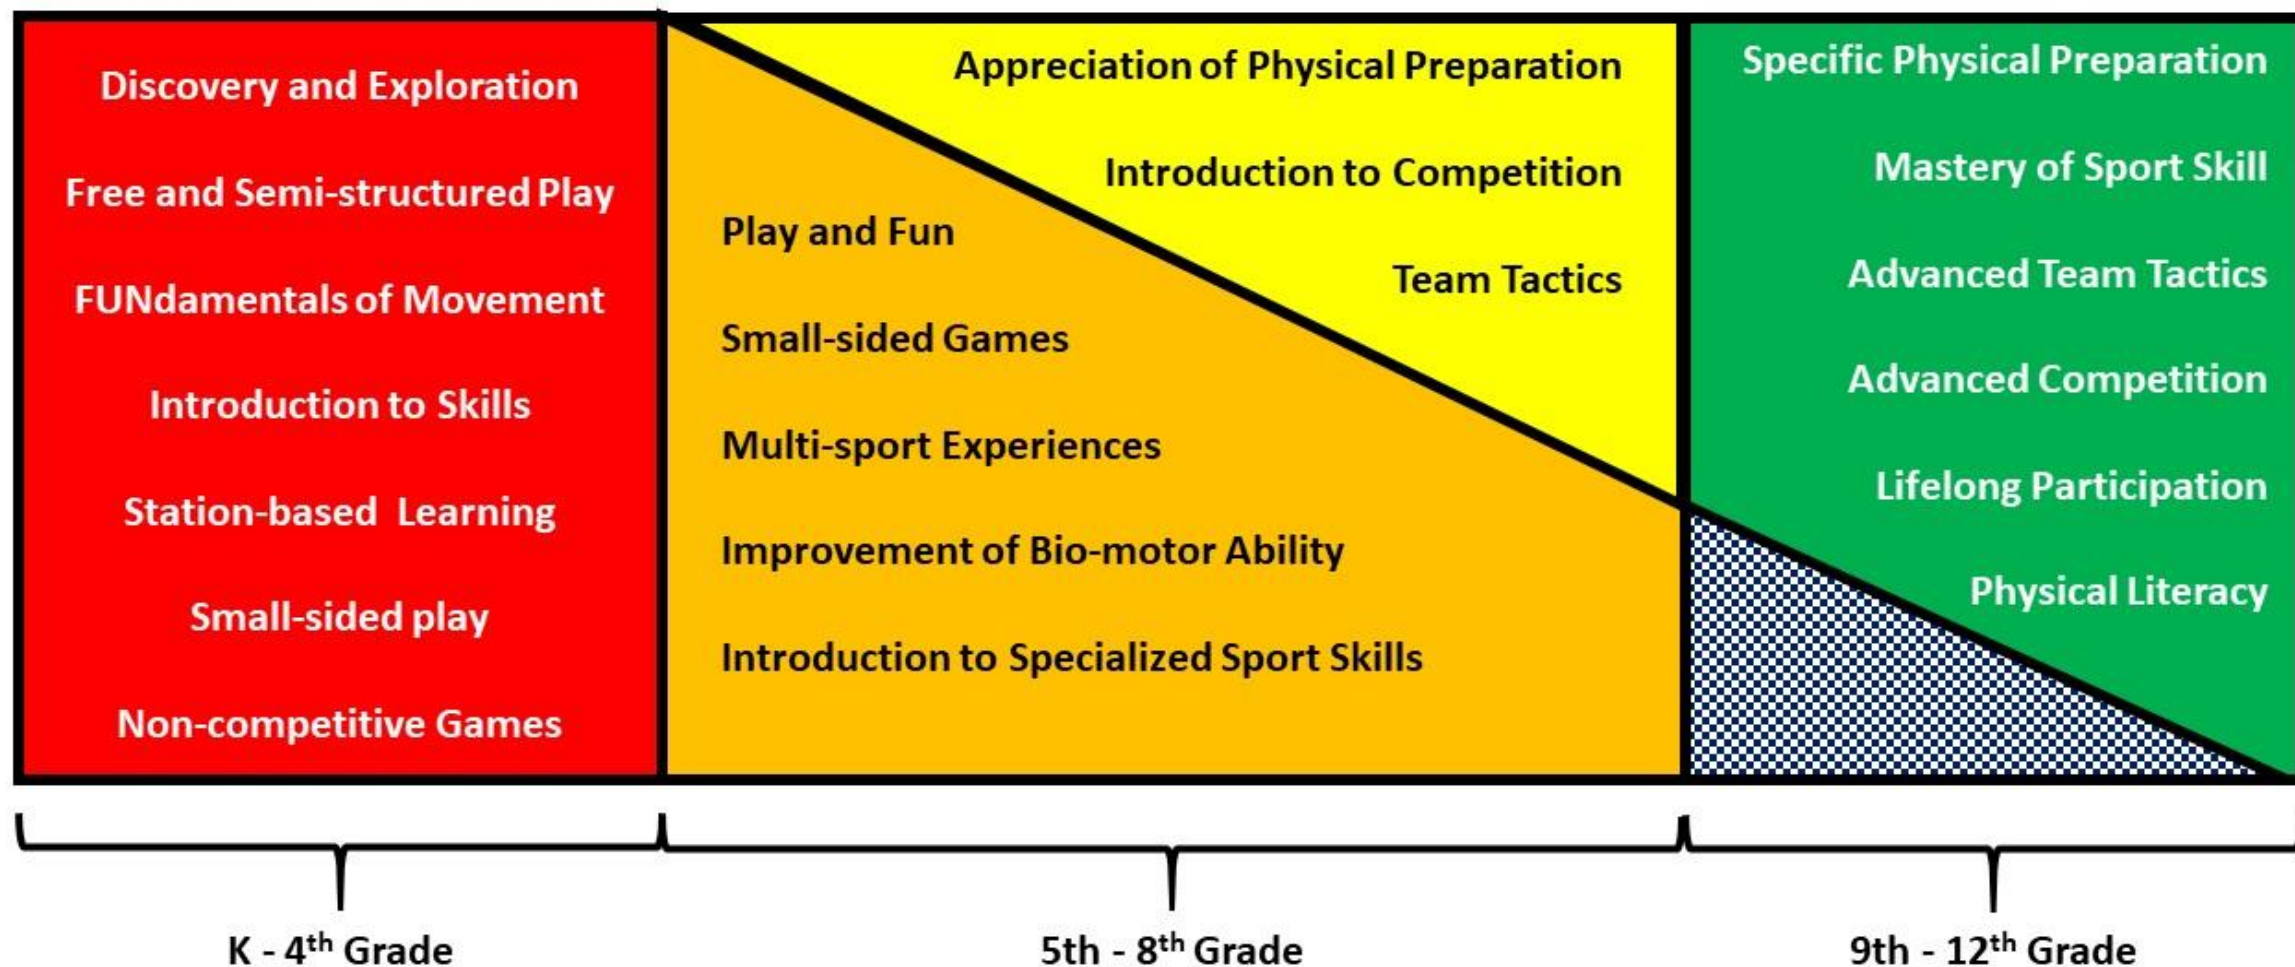 Discovery and Exploration
Free and Semi-structured Play
FUNdamentals of Movement
Introduction to Skills
Station-based Learning
Small-sided play
Non-competitive Games
Appreciation of Physical Preparation
Introduction to Competition
Team Tactics
Play and Fun
Small-sided Games
Multi-sport Experiences
Improvement of Bio-motor Ability
Introduction to Specialized Sport Skills
Specific Physical Preparation
Mastery of Sport Skill
Advanced Team Tactics
Advanced Competition
Lifelong Participation
Physical Literacy
K - 4th Grade
5th - 8th Grade
9th - 12th Grade